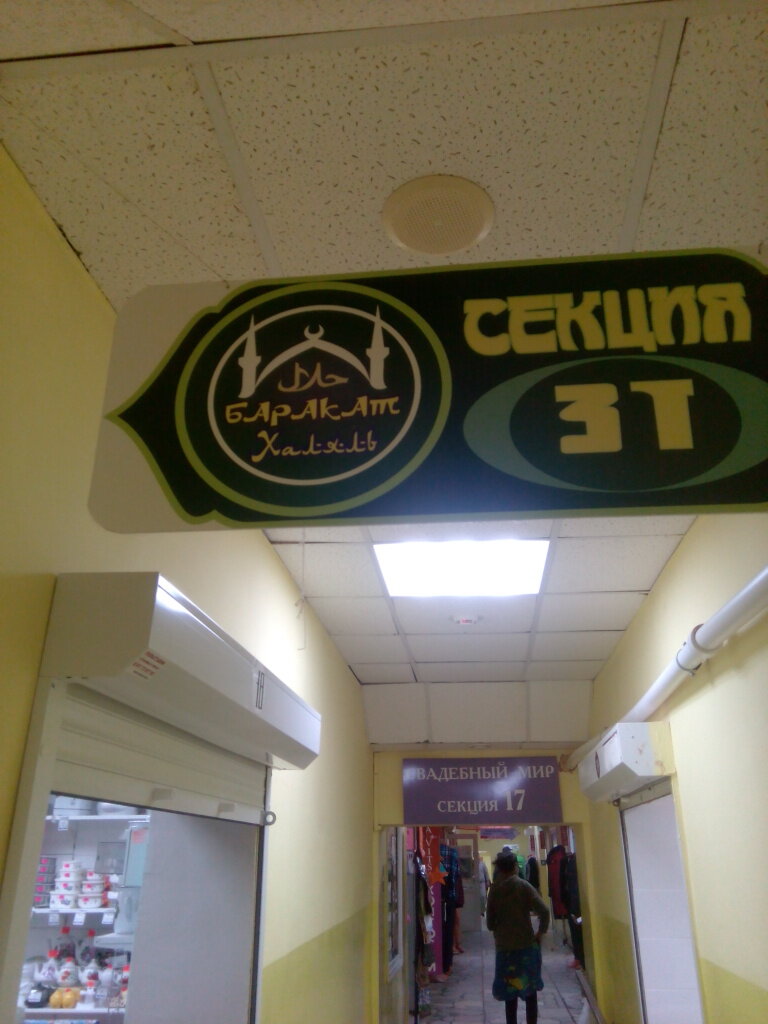 СЕКЦИЯ
3Т
حلال
БАРАКАТ
Халяль
СВАДЕБНЫЙ МИР
СЕКЦИЯ 17